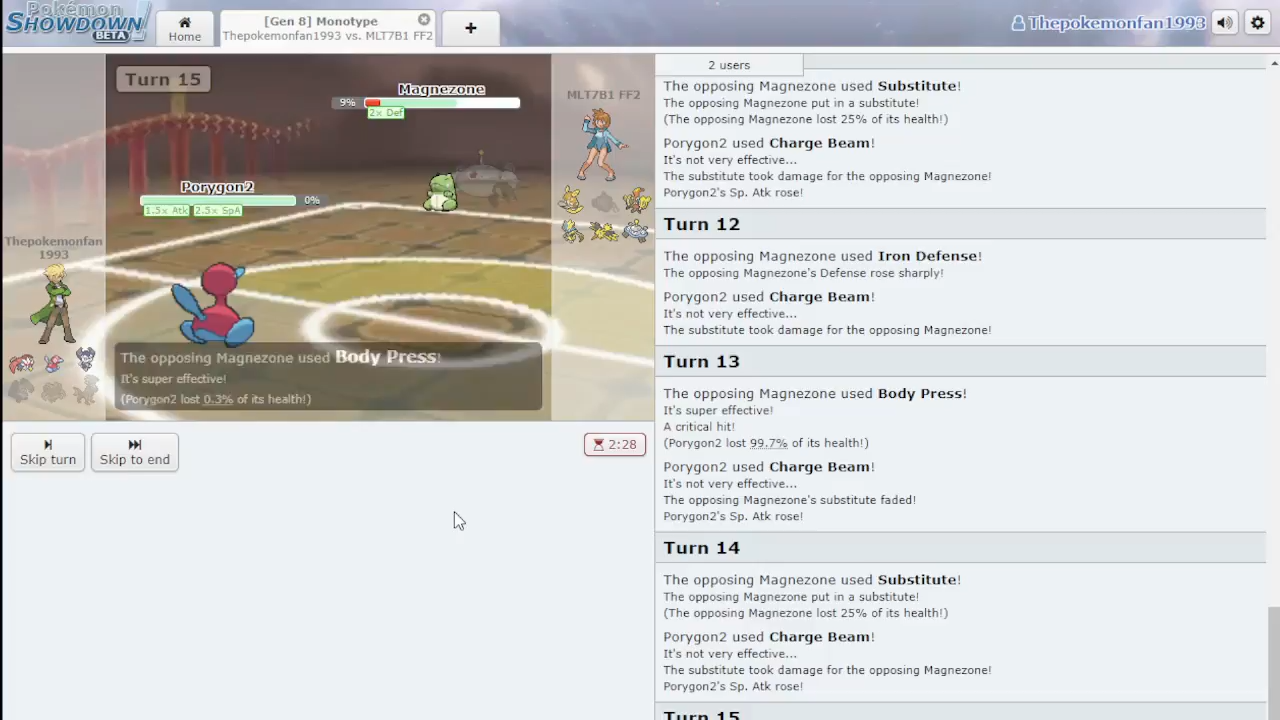 Pokémon
SHOWDOWN!
BETA
Home
[Gen 8] Monotype
Thepokemonfan1993 vs. MLT7B1 FF2
+
Thepokemonfan1993
2 users
Turn 15
Magnezone
9%
2× Def
MLT7B1 FF2
Porygon2
0%
1.5× Atk 2.5× SpA
Thepokemonfan
1993
The opposing Magnezone used Body Press!
It's super effective!
(Porygon2 lost 0.3% of its health!)
Skip turn
Skip to end
2:28
The opposing Magnezone used Substitute!
The opposing Magnezone put in a substitute!
(The opposing Magnezone lost 25% of its health!)
Porygon2 used Charge Beam!
It's not very effective...
The substitute took damage for the opposing Magnezone!
Porygon2's Sp. Atk rose!
Turn 12
The opposing Magnezone used Iron Defense!
The opposing Magnezone's Defense rose sharply!
Porygon2 used Charge Beam!
It's not very effective...
The substitute took damage for the opposing Magnezone!
Turn 13
The opposing Magnezone used Body Press!
It's super effective!
A critical hit!
(Porygon2 lost 99.7% of its health!)
Porygon2 used Charge Beam!
It's not very effective...
The opposing Magnezone's substitute faded!
Porygon2's Sp. Atk rose!
Turn 14
The opposing Magnezone used Substitute!
The opposing Magnezone put in a substitute!
(The opposing Magnezone lost 25% of its health!)
Porygon2 used Charge Beam!
It's not very effective...
The substitute took damage for the opposing Magnezone!
Porygon2's Sp. Atk rose!
Turn 15